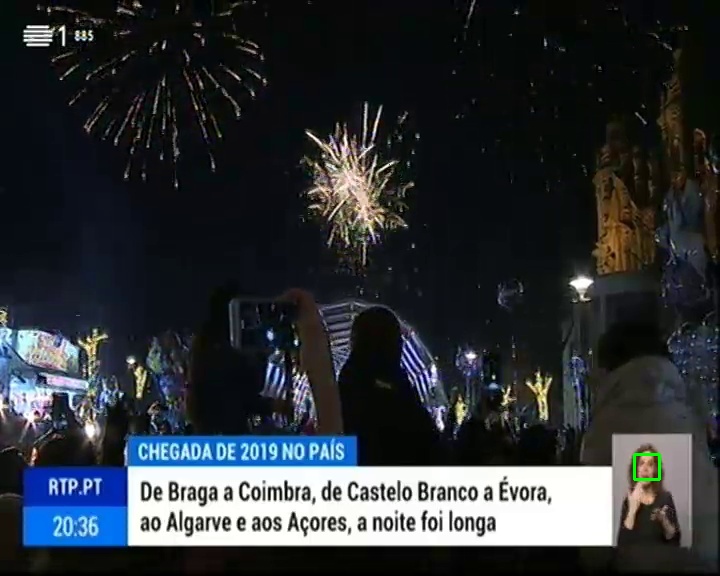 1 885
CHEGADA DE 2019 NO PAÍS
RTP.PT
De Braga a Coimbra, de Castelo Branco a Évora,
20:36
ao Algarve e aos Açores, a noite foi longa